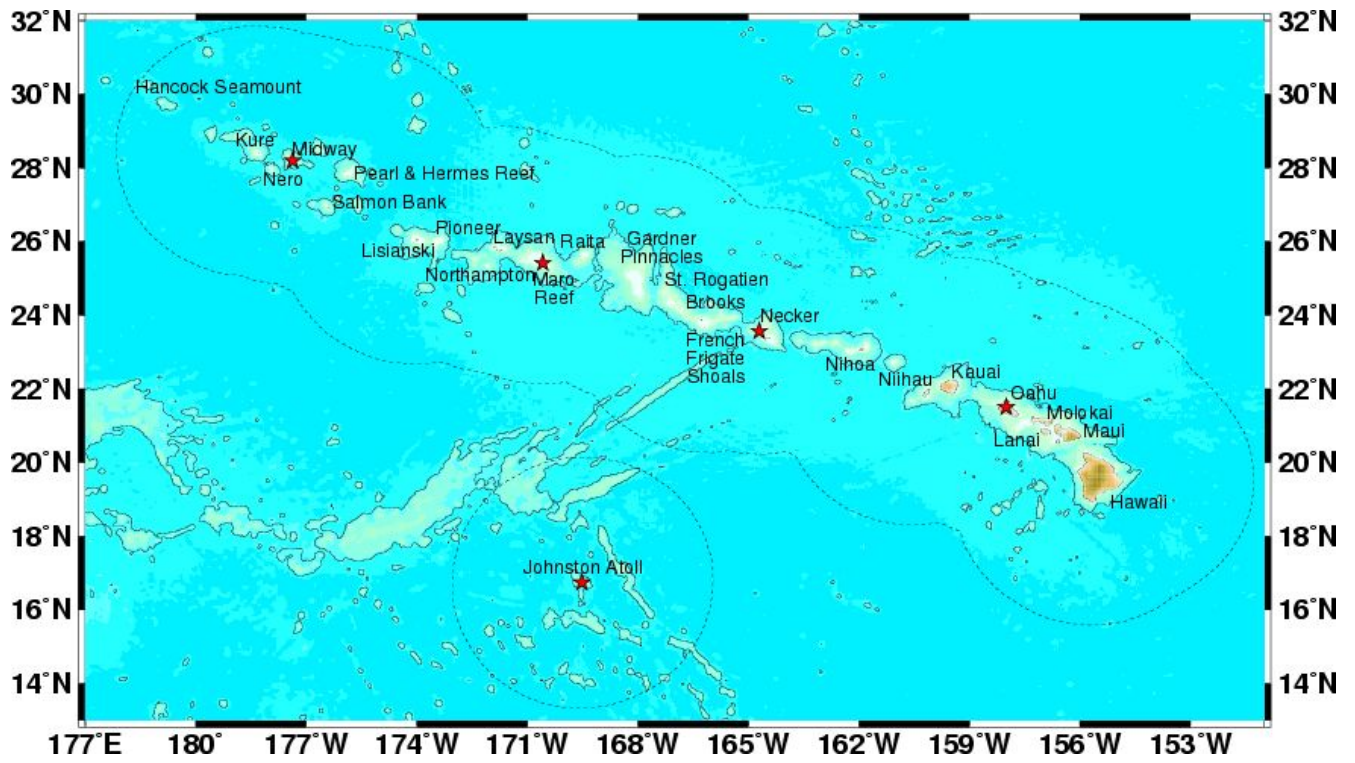 32°N
32°N
30°N
Hancock Seamount
30°N
28°N
Kure
Midway
28°N
Nero
Pearl & Hermes Reef
Salmon Bank
26°N
Pioneer
Laysan
Raita
Gardner
Pinnacles
26°N
Lisianski
Northampton
Maro
Reef
St. Rogatien
Brooks
24°N
Necker
24°N
French
Frigate
Shoals
Nihoa
22°N
Niihau
Kauai
22°N
Oahu
Molokai
Lanai
Maui
20°N
20°N
Hawaii
18°N
18°N
Johnston Atoll
16°N
16°N
14°N
14°N
177°E
180°
177°W
174°W
171°W
168°W
165°W
162°W
159°W
156°W
153°W